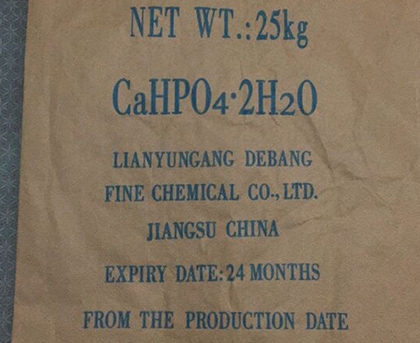 NET WT.:25kg
CaHPO4·2H2O
LIANYUNGANG DEBANG
FINE CHEMICAL CO.,LTD.
JIANGSU CHINA
EXPIRY DATE:24 MONTHS
FROM THE PRODUCTION DATE